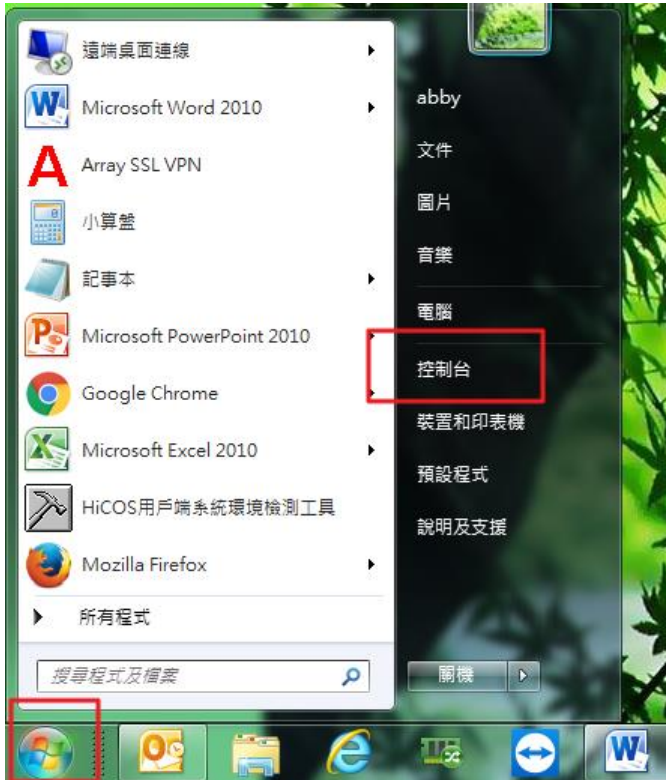 遠端桌面連線
Microsoft Word 2010
Array SSL VPN
小算盤
記事本
Microsoft PowerPoint 2010
Google Chrome
Microsoft Excel 2010
HiCOS用戶端系統環境檢測工具
Mozilla Firefox
所有程式
搜尋程式及檔案
abby
文件
圖片
音樂
電腦
控制台
裝置和印表機
預設程式
說明及支援
關機